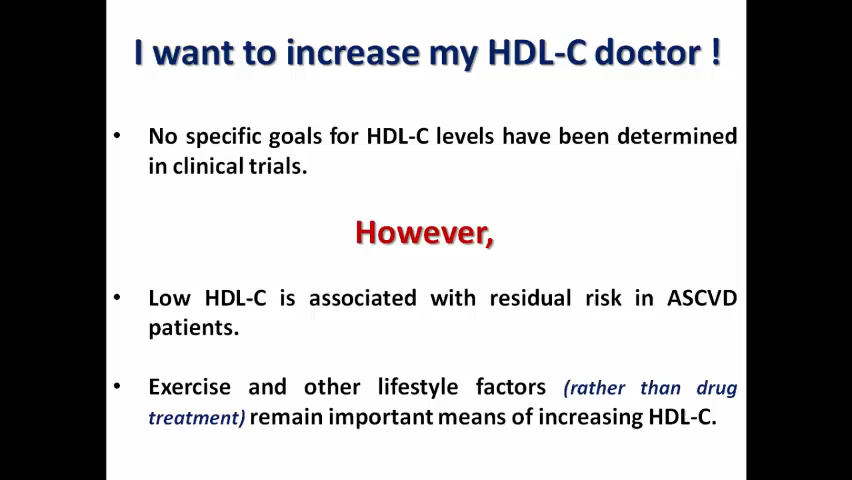 I want to increase my HDL-C doctor !
• No specific goals for HDL-C levels have been determined
in clinical trials.
However,
• Low HDL-C is associated with residual risk in ASCVD
patients.
• Exercise and other lifestyle factors (rather than drug
treatment) remain important means of increasing HDL-C.